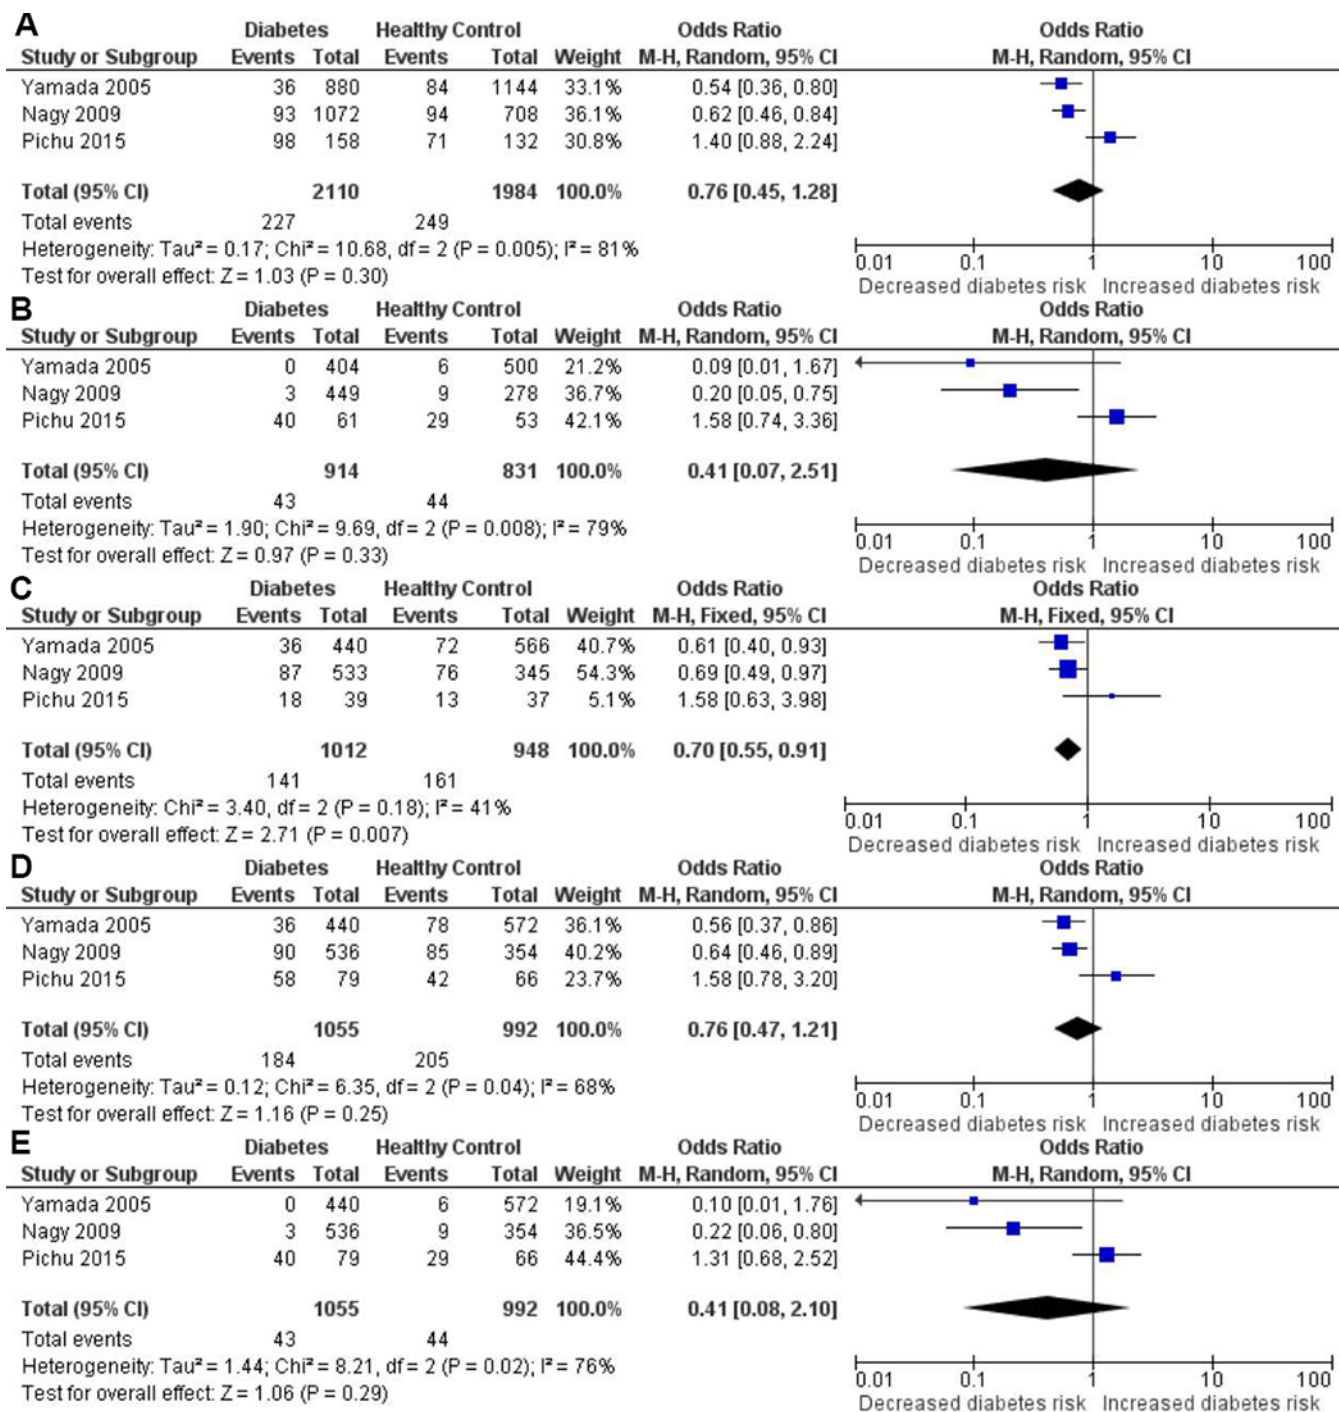 A
Diabetes Healthy Control Odds Ratio Odds Ratio
Study or Subgroup Events Total Events Total Weight M-H, Random, 95% CI M-H, Random, 95% CI
Yamada 2005 36 880 84 1144 33.1% 0.54 [0.36, 0.80]
Nagy 2009 93 1072 94 708 36.1% 0.62 [0.46, 0.84]
Pichu 2015 98 158 71 132 30.8% 1.40 [0.88, 2.24]
Total (95% CI) 2110 1984 100.0% 0.76 [0.45, 1.28]
Total events 227 249
Heterogeneity: Tau² = 0.17; Chi² = 10.68, df = 2 (P = 0.005); I² = 81%
Test for overall effect: Z = 1.03 (P = 0.30)
0.01 0.1 1 10 100
Decreased diabetes risk Increased diabetes risk
B
Diabetes Healthy Control Odds Ratio Odds Ratio
Study or Subgroup Events Total Events Total Weight M-H, Random, 95% CI M-H, Random, 95% CI
Yamada 2005 0 404 6 500 21.2% 0.09 [0.01, 1.67]
Nagy 2009 3 449 9 278 36.7% 0.20 [0.05, 0.75]
Pichu 2015 40 61 29 53 42.1% 1.58 [0.74, 3.36]
Total (95% CI) 914 831 100.0% 0.41 [0.07, 2.51]
Total events 43 44
Heterogeneity: Tau² = 1.90; Chi² = 9.69, df = 2 (P = 0.008); I² = 79%
Test for overall effect: Z = 0.97 (P = 0.33)
0.01 0.1 1 10 100
Decreased diabetes risk Increased diabetes risk
C
Diabetes Healthy Control Odds Ratio Odds Ratio
Study or Subgroup Events Total Events Total Weight M-H, Fixed, 95% CI M-H, Fixed, 95% CI
Yamada 2005 36 440 72 566 40.7% 0.61 [0.40, 0.93]
Nagy 2009 87 533 76 345 54.3% 0.69 [0.49, 0.97]
Pichu 2015 18 39 13 37 5.1% 1.58 [0.63, 3.98]
Total (95% CI) 1012 948 100.0% 0.70 [0.55, 0.91]
Total events 141 161
Heterogeneity: Chi² = 3.40, df = 2 (P = 0.18); I² = 41%
Test for overall effect: Z = 2.71 (P = 0.007)
0.01 0.1 1 10 100
Decreased diabetes risk Increased diabetes risk
D
Diabetes Healthy Control Odds Ratio Odds Ratio
Study or Subgroup Events Total Events Total Weight M-H, Random, 95% CI M-H, Random, 95% CI
Yamada 2005 36 440 78 572 36.1% 0.56 [0.37, 0.86]
Nagy 2009 90 536 85 354 40.2% 0.64 [0.46, 0.89]
Pichu 2015 58 79 42 66 23.7% 1.58 [0.78, 3.20]
Total (95% CI) 1055 992 100.0% 0.76 [0.47, 1.21]
Total events 184 205
Heterogeneity: Tau² = 0.12; Chi² = 6.35, df = 2 (P = 0.04); I² = 68%
Test for overall effect: Z = 1.16 (P = 0.25)
0.01 0.1 1 10 100
Decreased diabetes risk Increased diabetes risk
E
Diabetes Healthy Control Odds Ratio Odds Ratio
Study or Subgroup Events Total Events Total Weight M-H, Random, 95% CI M-H, Random, 95% CI
Yamada 2005 0 440 6 572 19.1% 0.10 [0.01, 1.76]
Nagy 2009 3 536 9 354 36.5% 0.22 [0.06, 0.80]
Pichu 2015 40 79 29 66 44.4% 1.31 [0.68, 2.52]
Total (95% CI) 1055 992 100.0% 0.41 [0.08, 2.10]
Total events 43 44
Heterogeneity: Tau² = 1.44; Chi² = 8.21, df = 2 (P = 0.02); I² = 76%
Test for overall effect: Z = 1.06 (P = 0.29)
0.01 0.1 1 10 100
Decreased diabetes risk Increased diabetes risk